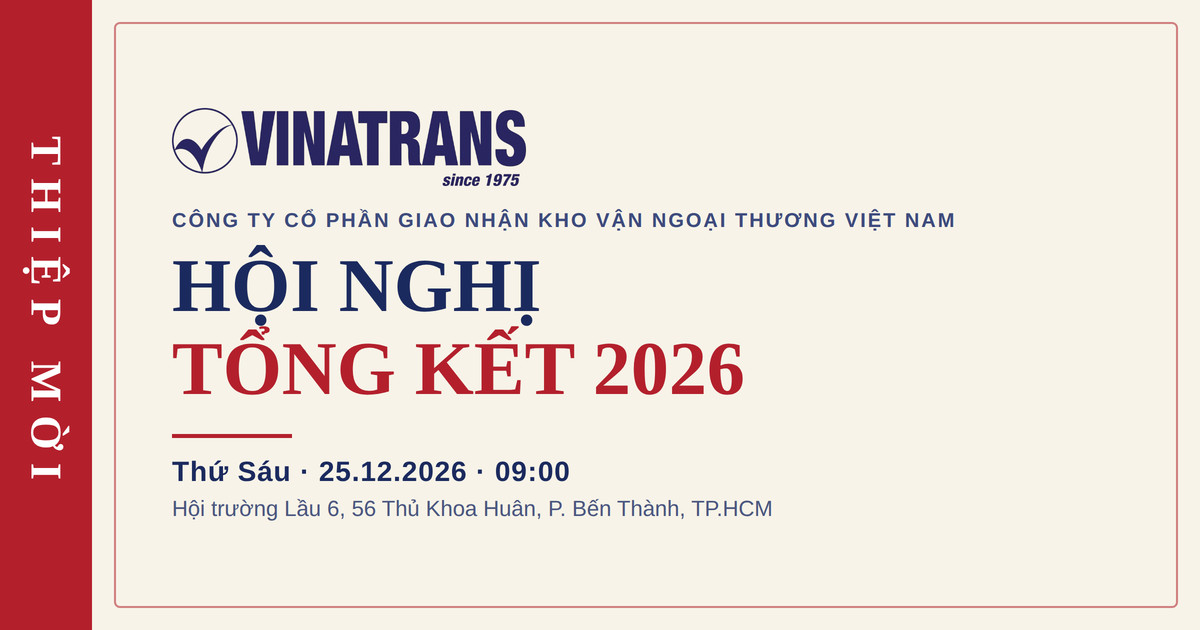 THIỆP MỜI
VINATRANS
since 1975
CÔNG TY CỔ PHẦN GIAO NHẬN KHO VẬN NGOẠI THƯƠNG VIỆT NAM
HỘI NGHỊ
TỔNG KẾT 2026
Thứ Sáu · 25.12.2026 · 09:00
Hội trường Lầu 6, 56 Thủ Khoa Huân, P. Bến Thành, TP.HCM